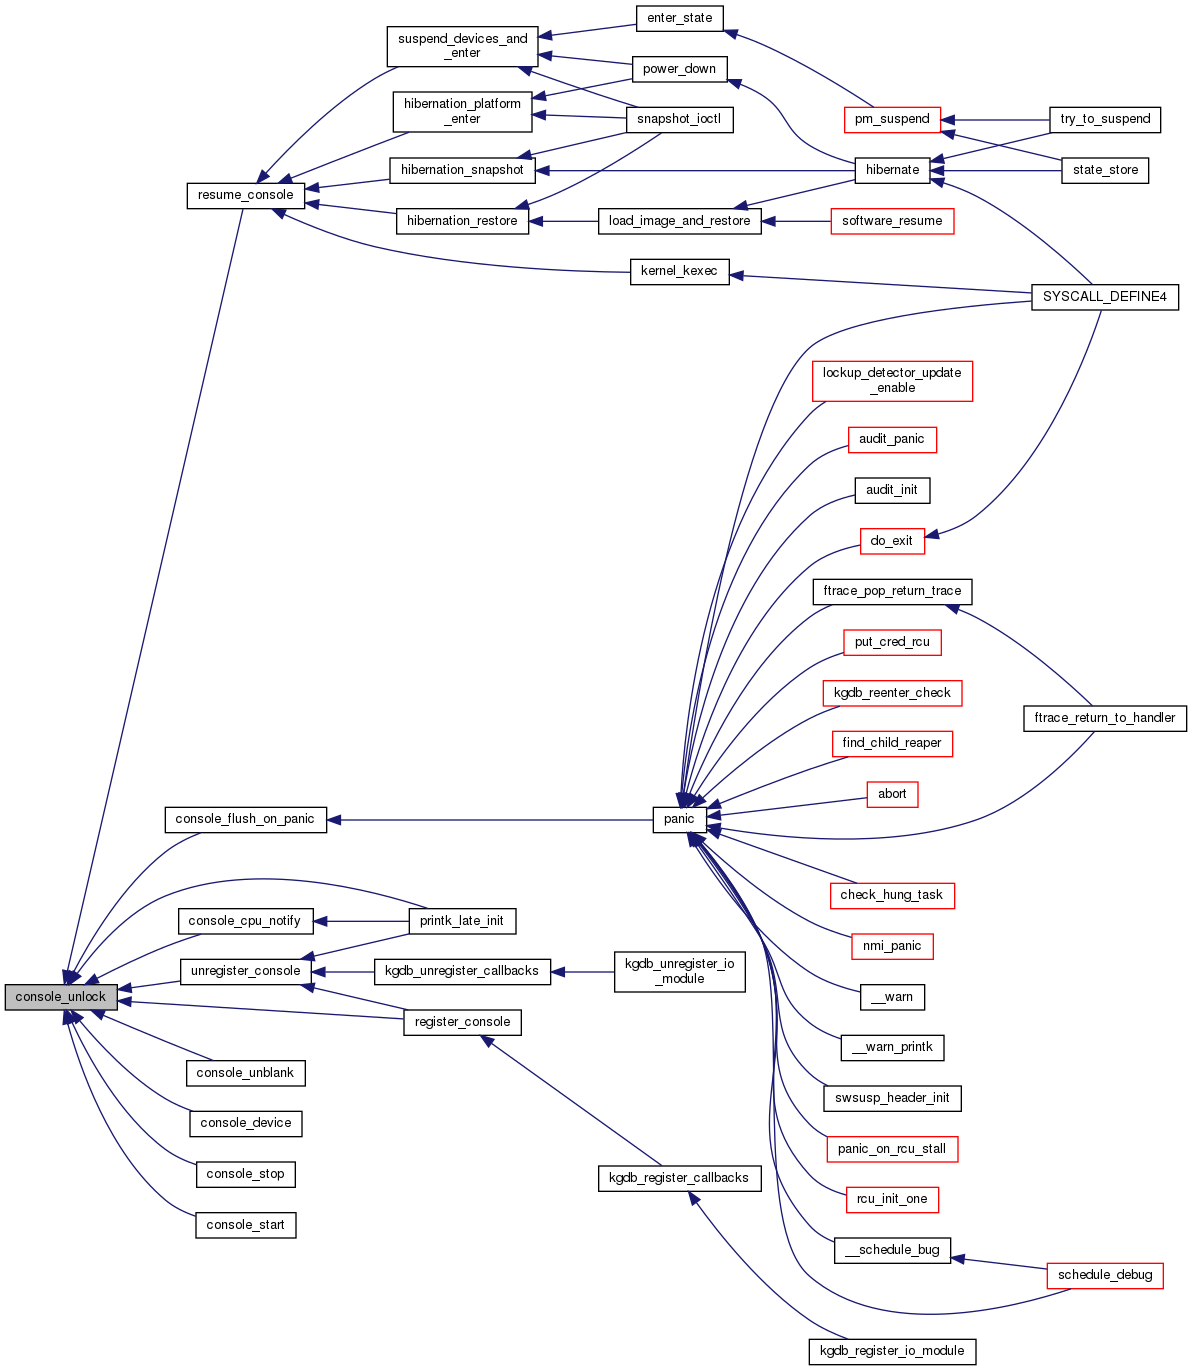 enter_state
suspend_devices_and
_enter
power_down
hibernation_platform
_enter
snapshot_ioctl
pm_suspend
try_to_suspend
hibernation_snapshot
hibernate
state_store
resume_console
hibernation_restore
load_image_and_restore
software_resume
kernel_kexec
SYSCALL_DEFINE4
lockup_detector_update
_enable
audit_panic
audit_init
do_exit
ftrace_pop_return_trace
put_cred_rcu
kgdb_reenter_check
ftrace_return_to_handler
find_child_reaper
abort
console_flush_on_panic
panic
check_hung_task
console_cpu_notify
printk_late_init
nmi_panic
unregister_console
kgdb_unregister_callbacks
kgdb_unregister_io
_module
console_unlock
__warn
register_console
__warn_printk
console_unblank
swsusp_header_init
console_device
panic_on_rcu_stall
console_stop
kgdb_register_callbacks
rcu_init_one
console_start
__schedule_bug
schedule_debug
kgdb_register_io_module